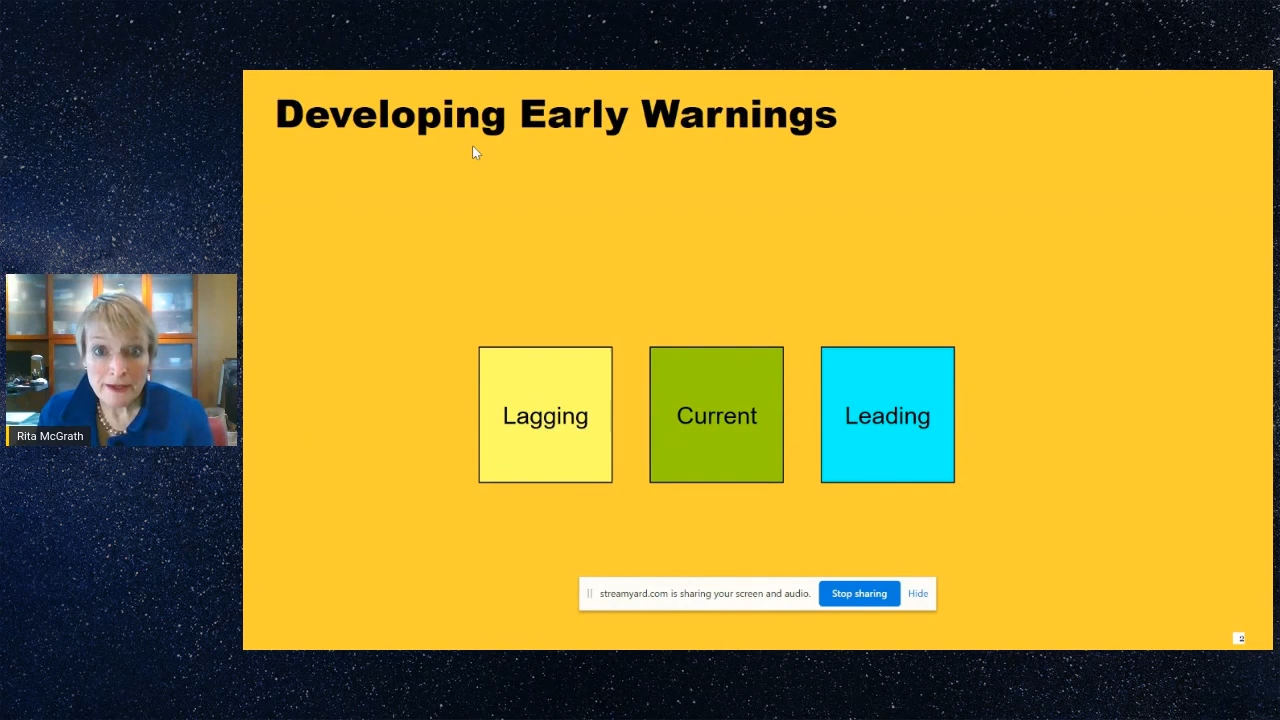 Developing Early Warnings
Lagging
Current
Leading
Rita McGrath
streamyard.com is sharing your screen and audio.
Stop sharing
Hide
2